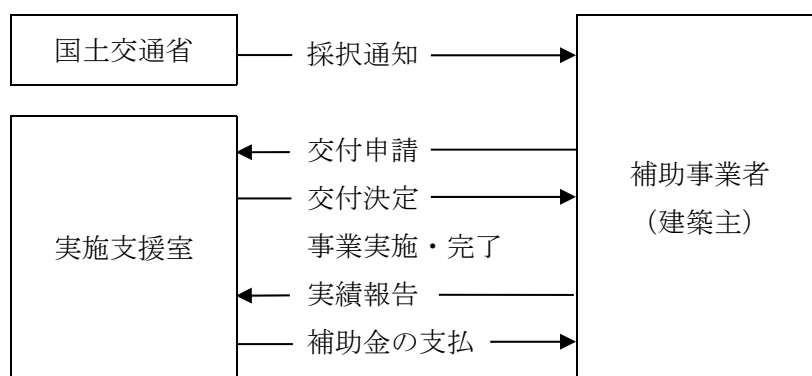 国土交通省
採択通知
交付申請
交付決定
実施支援室
事業実施・完了
実績報告
補助金の支払
補助事業者
（建築主）